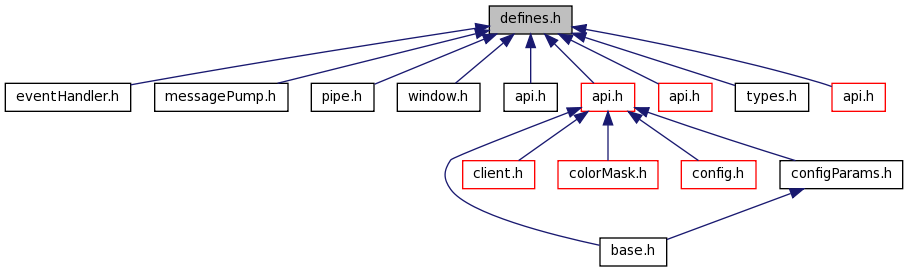 defines.h
eventHandler.h
messagePump.h
pipe.h
window.h
api.h
api.h
api.h
types.h
api.h
client.h
colorMask.h
config.h
configParams.h
base.h